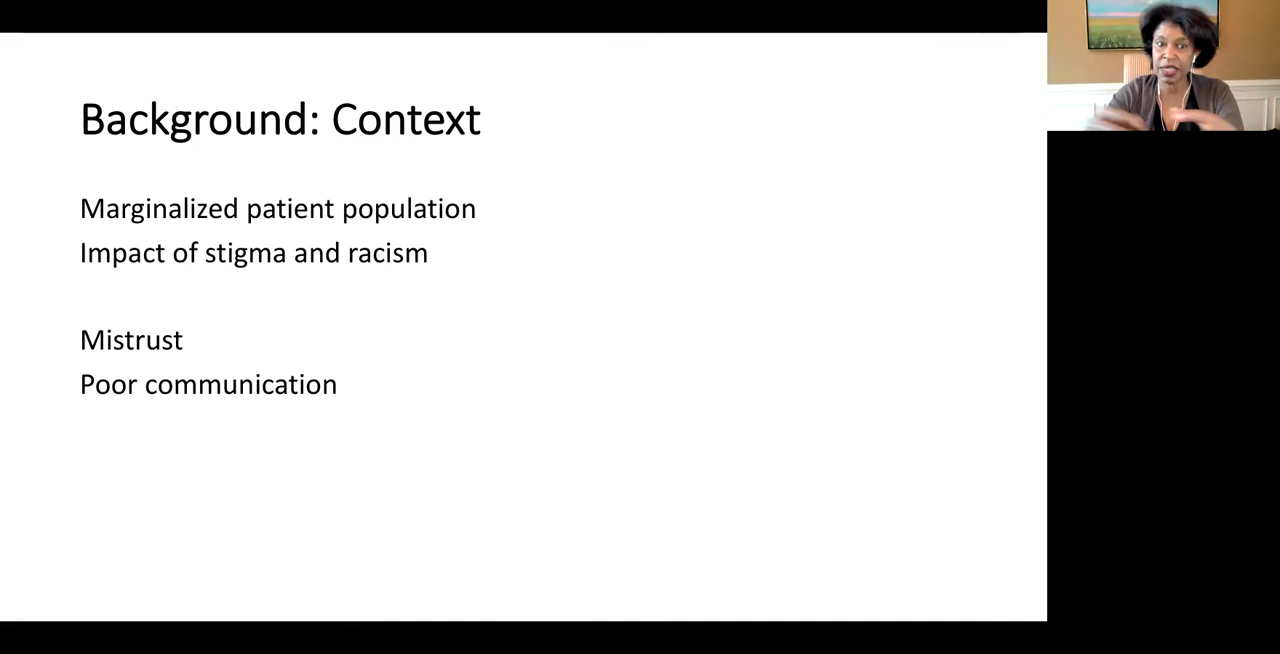 Background: Context
Marginalized patient population
Impact of stigma and racism
Mistrust
Poor communication